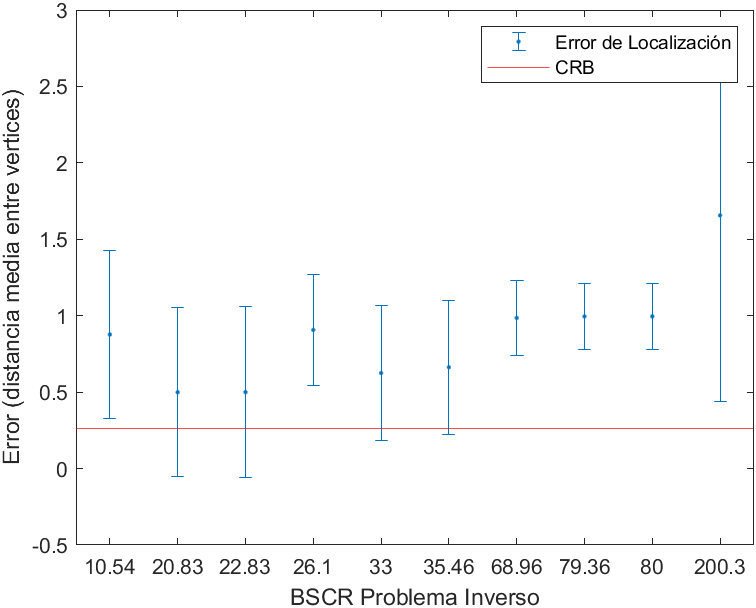 Error de Localización
CRB
Error (distancia media entre vertices)
3
2.5
2
1.5
1
0.5
0
-0.5
10.54 20.83 22.83 26.1 33 35.46 68.96 79.36 80 200.3
BSCR Problema Inverso